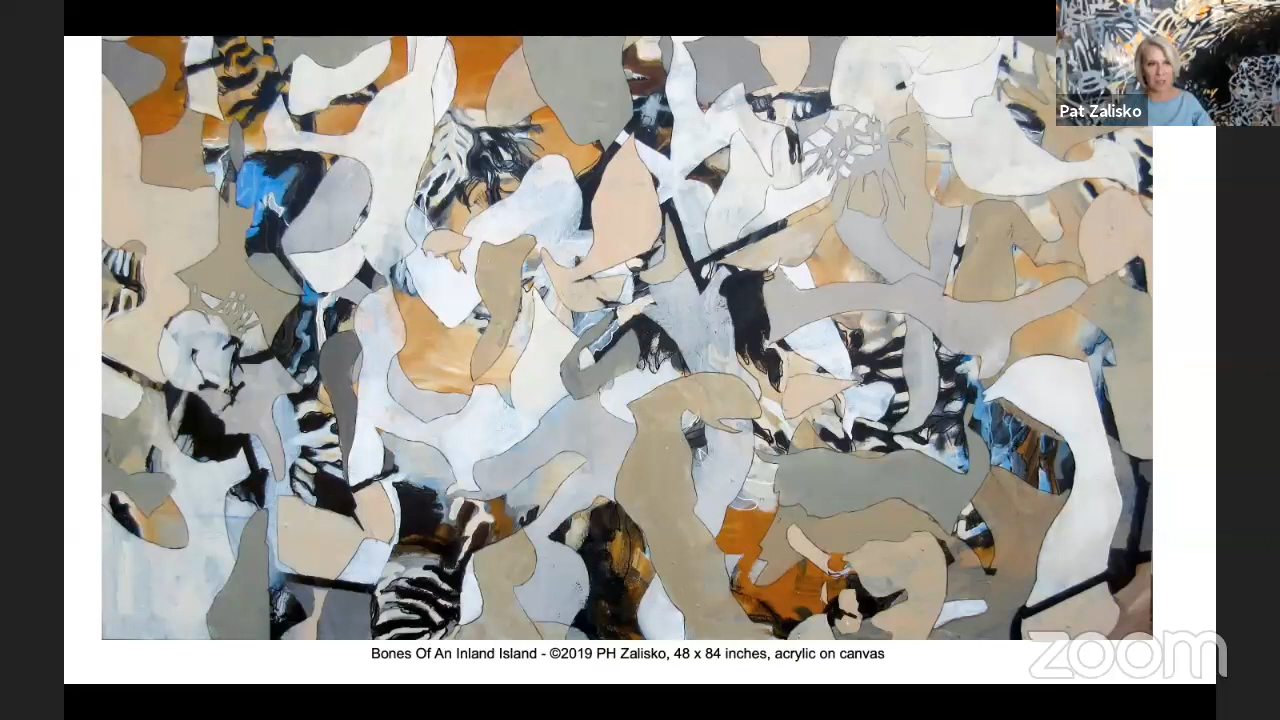 Pat Zalisko
Bones Of An Inland Island - ©2019 PH Zalisko, 48 x 84 inches, acrylic on canvas
zoom